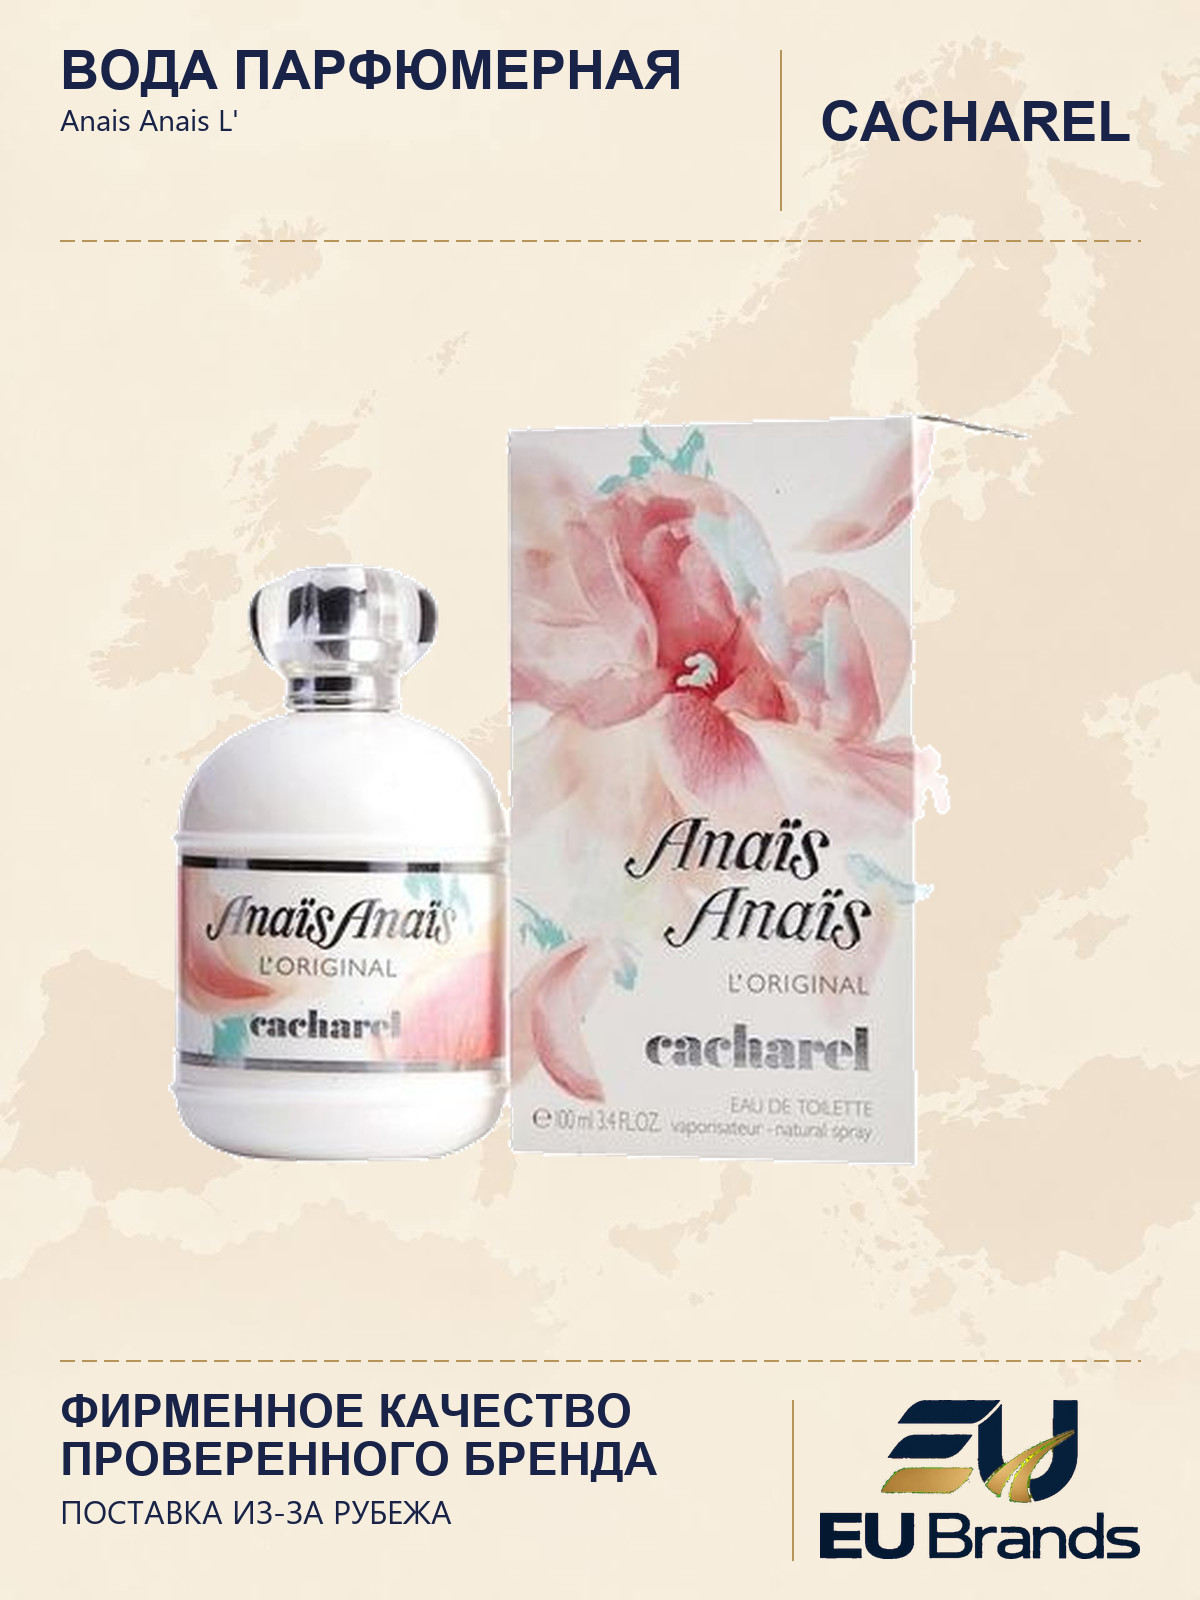 ВОДА ПАРФЮМЕРНАЯ
Anais Anais L'
CACHAREL
Anaïs
Anaïs
L'ORIGINAL
cacharel
EAU DE TOILETTE
e 100 ml 3.4 FL.OZ. vaporisateur - natural spray
Anaïs Anaïs
L'ORIGINAL
cacharel
ФИРМЕННОЕ КАЧЕСТВО
ПРОВЕРЕННОГО БРЕНДА
ПОСТАВКА ИЗ-ЗА РУБЕЖА
EU
EU Brands